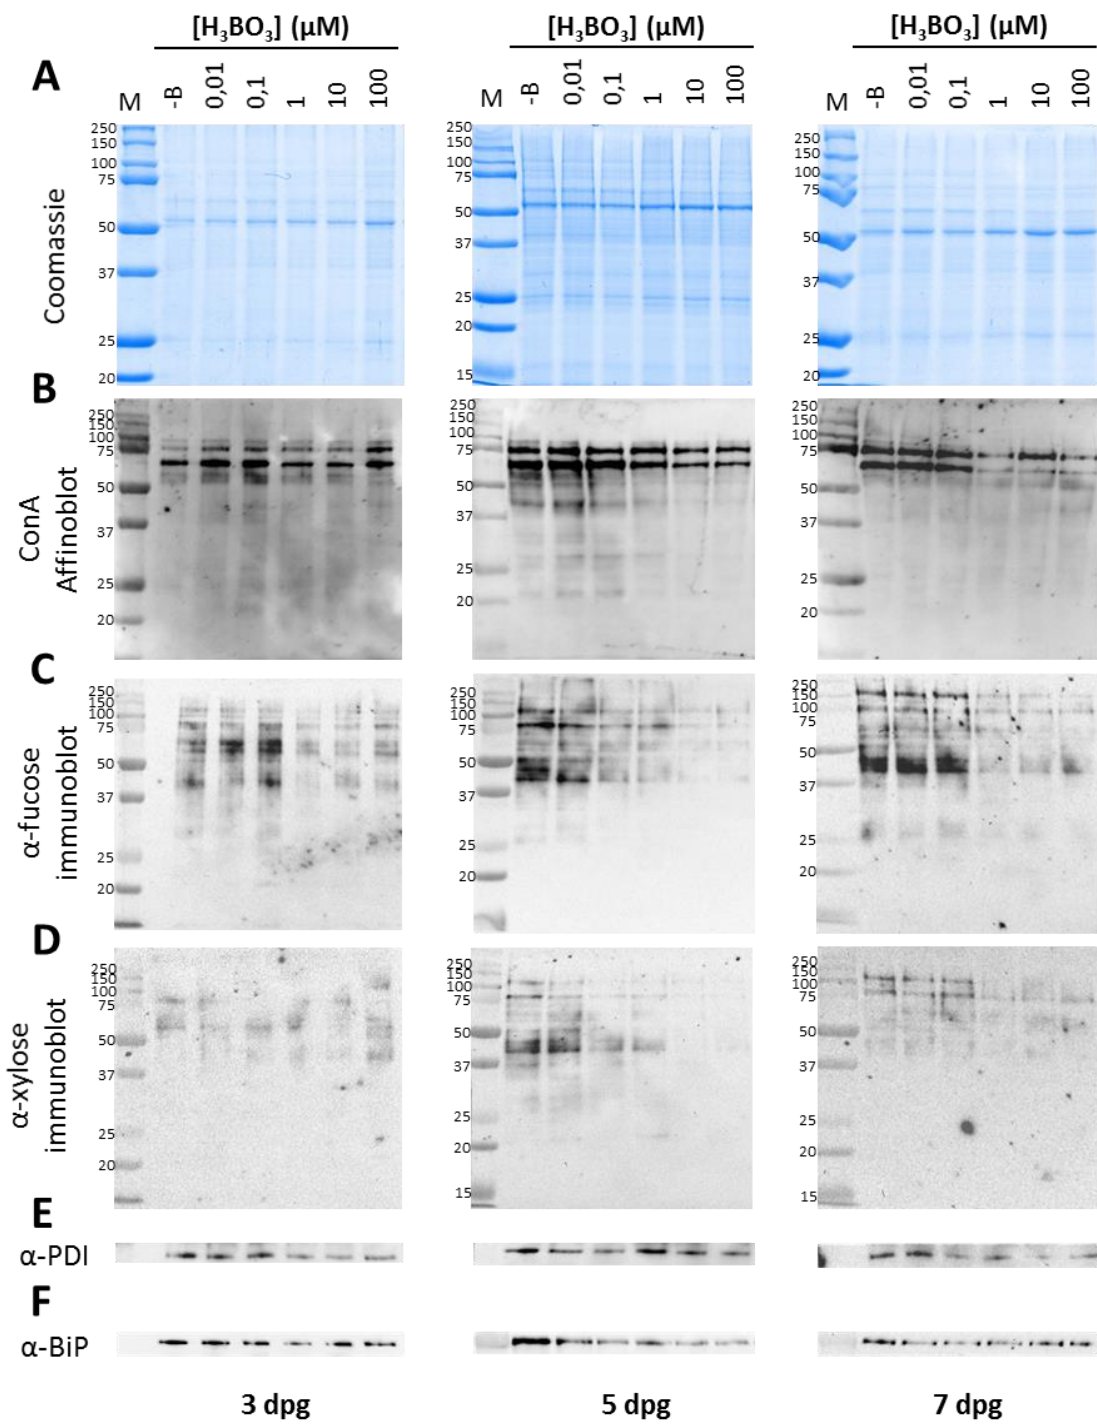 [H₃BO₃] (µM) [H₃BO₃] (µM) [H₃BO₃] (µM)
A
M -B 0,01 0,1 1 10 100 M -B 0,01 0,1 1 10 100 M -B 0,01 0,1 1 10 100
Coomassie
250 150 100 75 50 37 25 20
250 150 100 75 50 37 25 20 15
250 150 100 75 50 37 25 20
B
ConA
Affinoblot
250 150 100 75 50 37 25 20
250 150 100 75 50 37 25 20
250 150 100 75 50 37 25 20
C
α-fucose
immunoblot
250 150 100 75 50 37 25 20
250 150 100 75 50 37 25 20
250 150 100 75 50 37 25 20
D
α-xylose
immunoblot
250 150 100 75 50 37 25 20
250 150 100 75 50 37 25 20 15
250 150 100 75 50 37 25 20 15
E
α-PDI
F
α-BiP
3 dpg 5 dpg 7 dpg